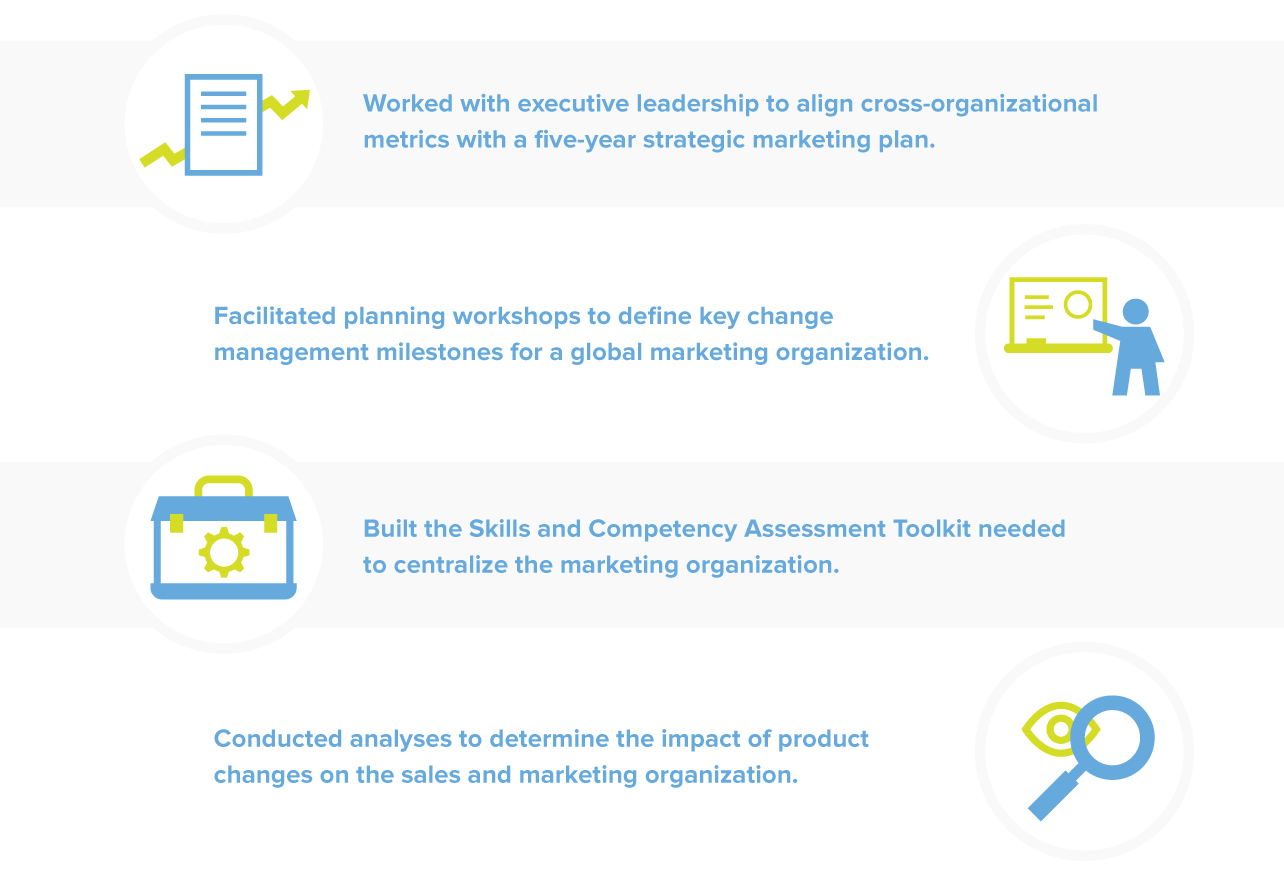 Worked with executive leadership to align cross-organizational
metrics with a five-year strategic marketing plan.
Facilitated planning workshops to define key change
management milestones for a global marketing organization.
Built the Skills and Competency Assessment Toolkit needed
to centralize the marketing organization.
Conducted analyses to determine the impact of product
changes on the sales and marketing organization.